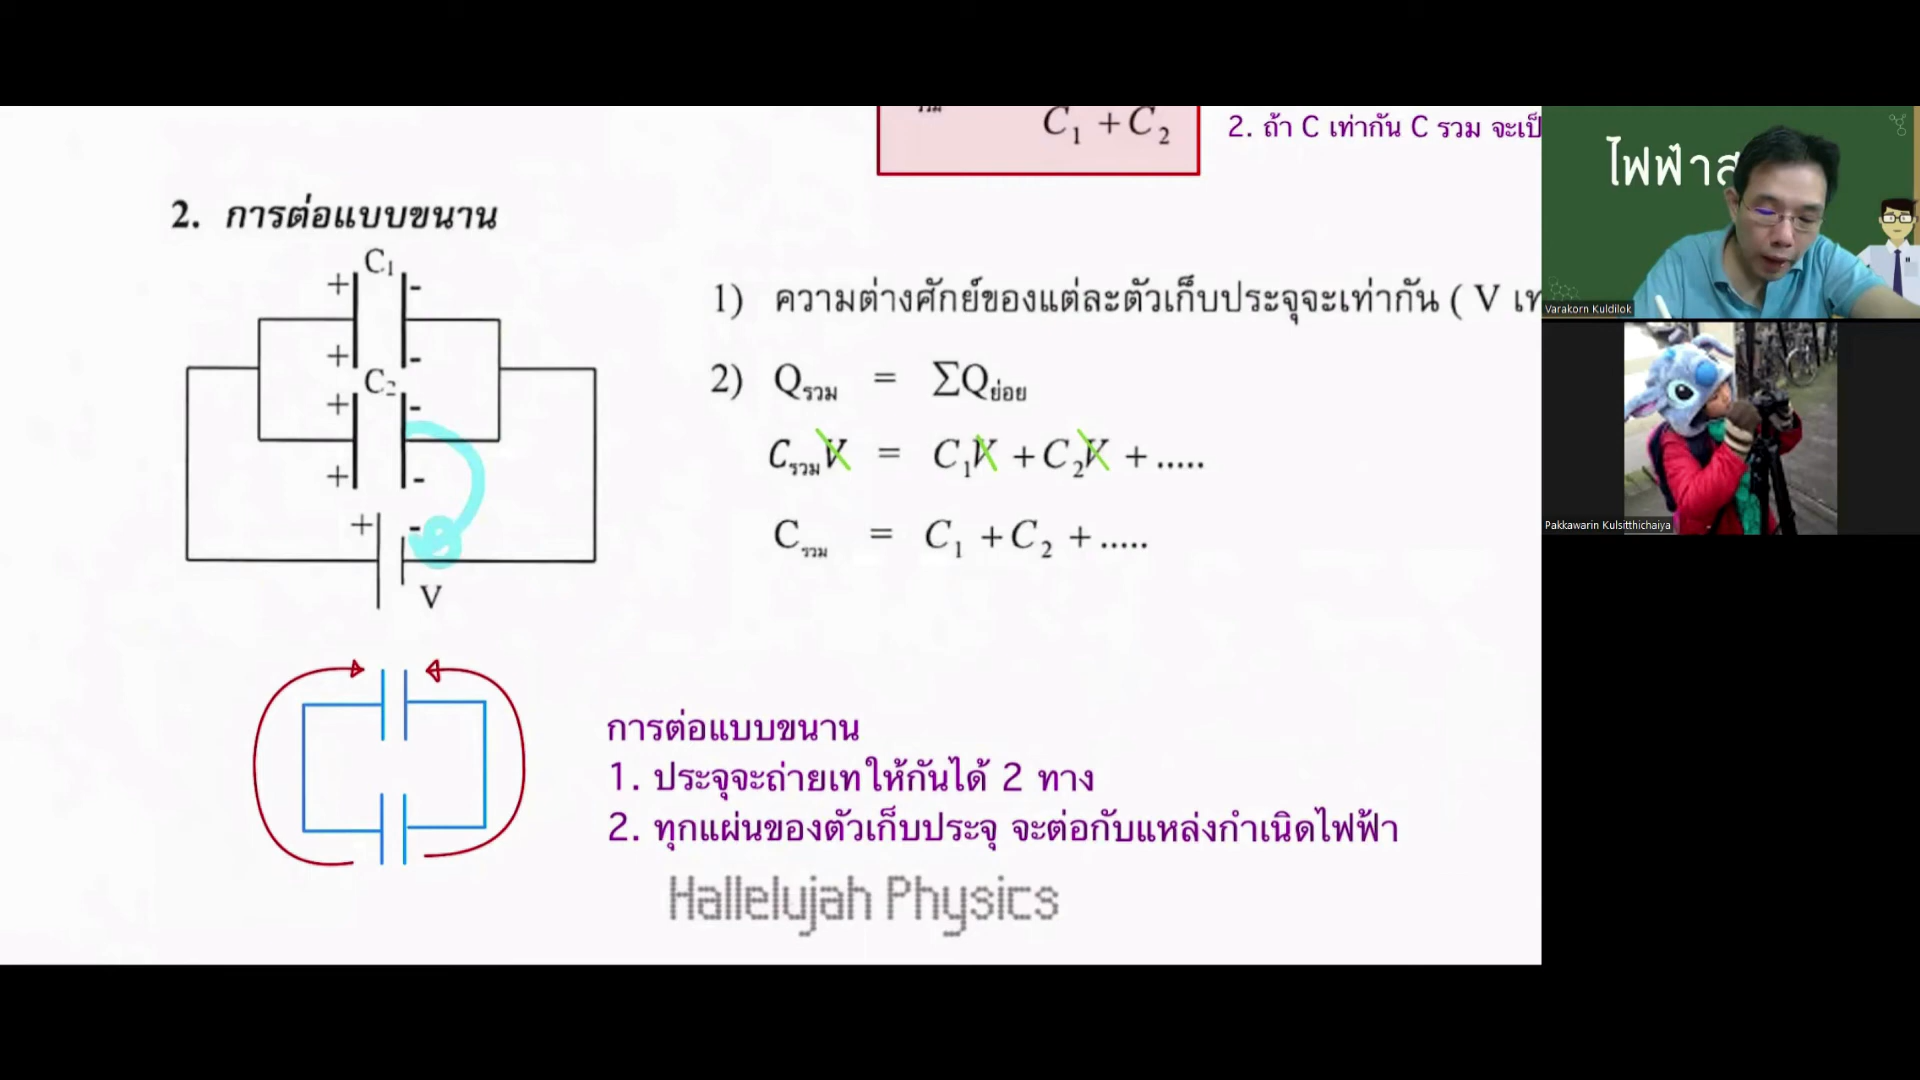 C₁ + C₂
2. ถ้า C เท่ากัน C รวม จะเป็
2. การต่อแบบขนาน
C₁
+ -
+ -
C₂
+ -
+ -
+ -
V
1) ความต่างศักย์ของแต่ละตัวเก็บประจุจะเท่ากัน ( V เท
2) Qรวม = ∑Qย่อย
CรวมV = C₁V + C₂V + .....
Cรวม = C₁ + C₂ + .....
การต่อแบบขนาน
1. ประจุจะถ่ายเทให้กันได้ 2 ทาง
2. ทุกแผ่นของตัวเก็บประจุ จะต่อกับแหล่งกำเนิดไฟฟ้า
Hallelujah Physics
ไฟฟ้าส
Varakorn Kuldilok
Pakkawarin Kulsitthichaiya